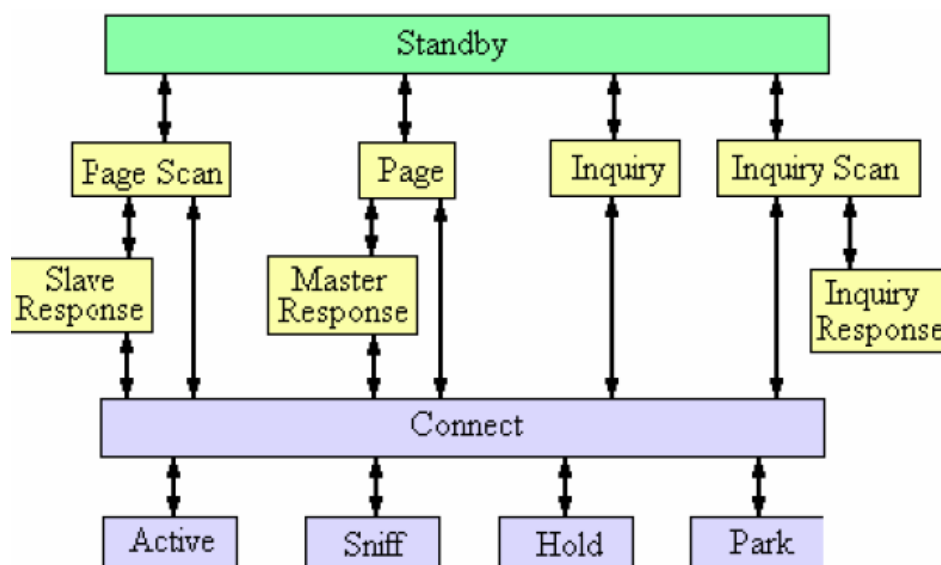 Standby
Page Scan
Page
Inquiry
Inquiry Scan
Slave
Response
Master
Response
Inquiry
Response
Connect
Active
Sniff
Hold
Park